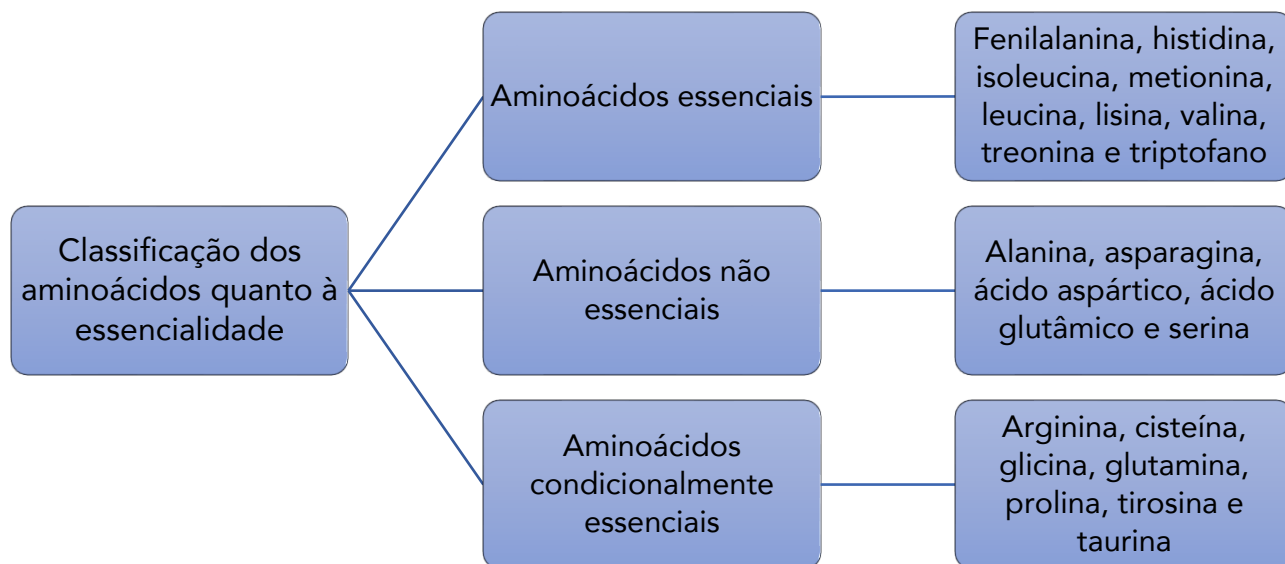 Classificação dos
aminoácidos quanto à
essencialidade
Aminoácidos essenciais
Fenilalanina, histidina,
isoleucina, metionina,
leucina, lisina, valina,
treonina e triptofano
Aminoácidos não
essenciais
Alanina, asparagina,
ácido aspártico, ácido
glutâmico e serina
Aminoácidos
condicionalmente
essenciais
Arginina, cisteína,
glicina, glutamina,
prolina, tirosina e
taurina